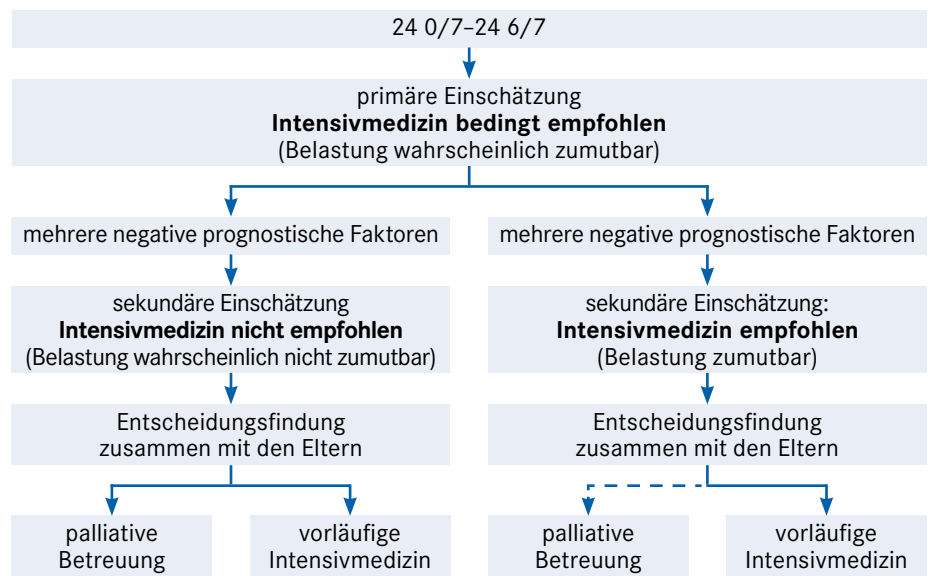 24 0/7–24 6/7
primäre Einschätzung
Intensivmedizin bedingt empfohlen
(Belastung wahrscheinlich zumutbar)
mehrere negative prognostische Faktoren
sekundäre Einschätzung
Intensivmedizin nicht empfohlen
(Belastung wahrscheinlich nicht zumutbar)
Entscheidungsfindung
zusammen mit den Eltern
palliative
Betreuung
vorläufige
Intensivmedizin
mehrere negative prognostische Faktoren
sekundäre Einschätzung:
Intensivmedizin empfohlen
(Belastung zumutbar)
Entscheidungsfindung
zusammen mit den Eltern
palliative
Betreuung
vorläufige
Intensivmedizin